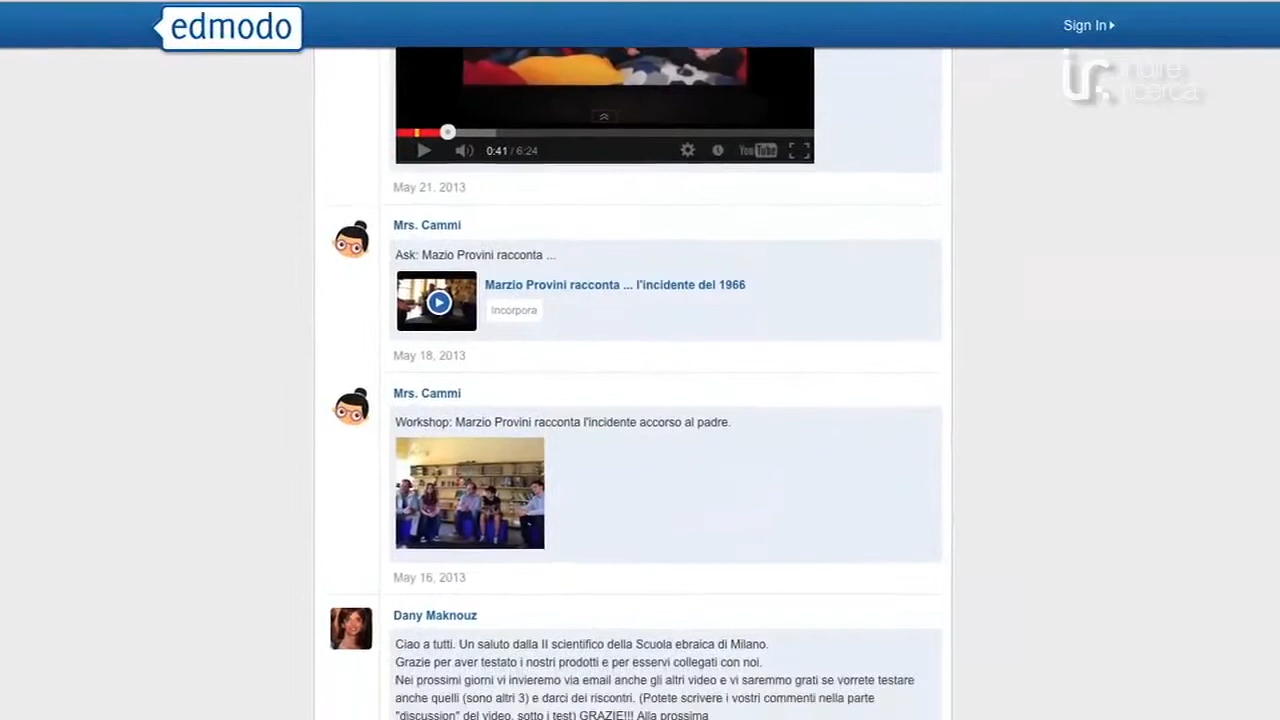 edmodo
Sign In
indire
ricerca
0:41 / 6:24
YouTube
May 21, 2013
Mrs. Cammi
Ask: Mazio Provini racconta ...
Marzio Provini racconta ... l'incidente del 1966
Incorpora
May 18, 2013
Mrs. Cammi
Workshop: Marzio Provini racconta l'incidente accorso al padre.
May 16, 2013
Dany Maknouz
Ciao a tutti. Un saluto dalla II scientifico della Scuola ebraica di Milano.
Grazie per aver testato i nostri prodotti e per esservi collegati con noi.
Nei prossimi giorni vi invieremo via email anche gli altri video e vi saremmo grati se vorrete testare
anche quelli (sono altri 3) e darci dei riscontri. (Potete scrivere i vostri commenti nella parte
"discussion" del video, sotto i test) GRAZIE!!! Alla prossima